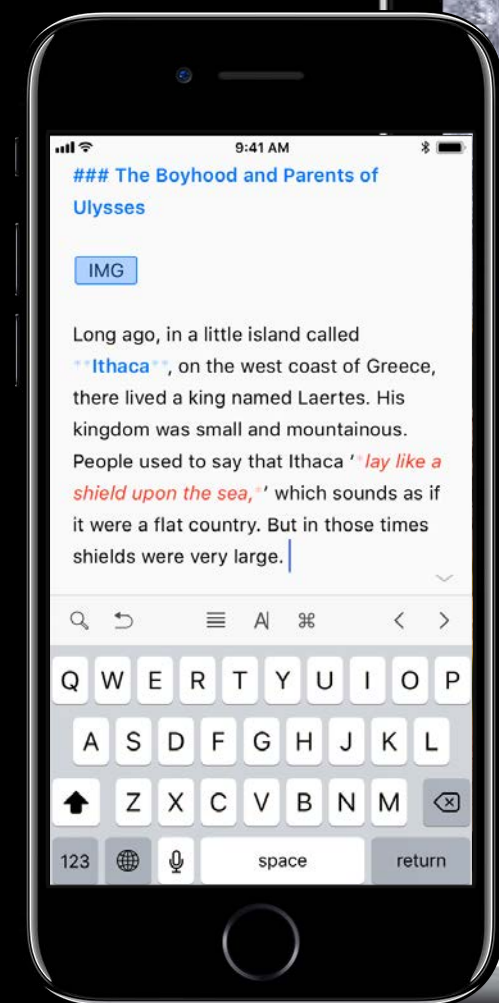 9:41 AM
### The Boyhood and Parents of
Ulysses
IMG
Long ago, in a little island called
**Ithaca**, on the west coast of Greece,
there lived a king named Laertes. His
kingdom was small and mountainous.
People used to say that Ithaca '*lay like a
shield upon the sea,*' which sounds as if
it were a flat country. But in those times
shields were very large.
A
⌘
Q W E R T Y U I O P
A S D F G H J K L
Z X C V B N M
123 space return